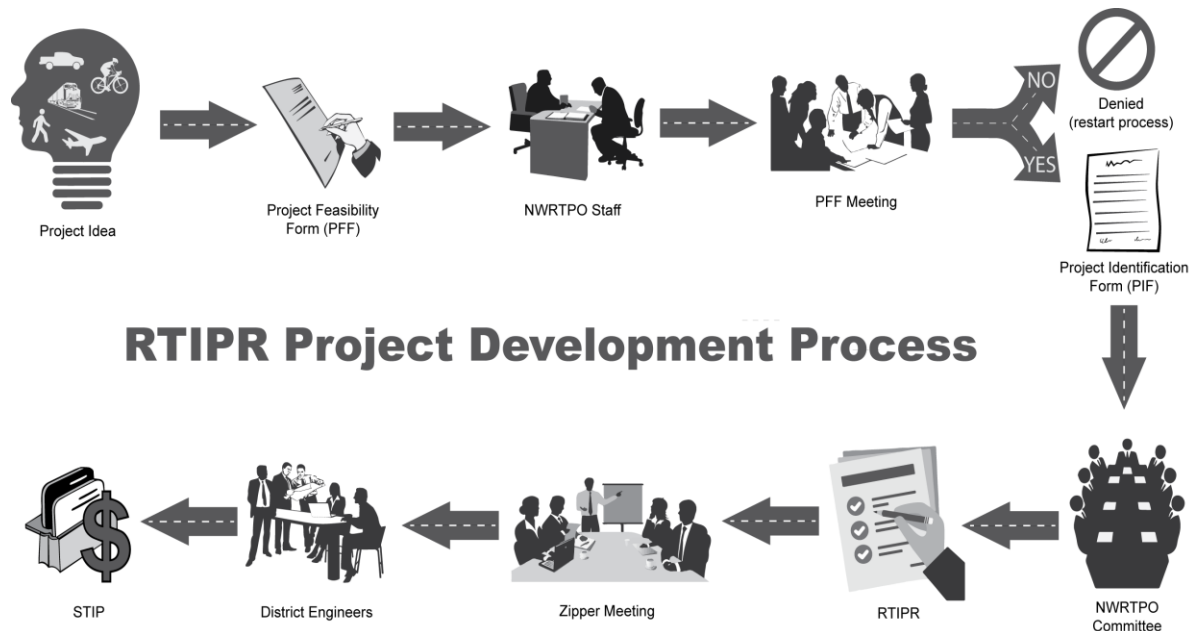 Project Idea
Project Feasibility
Form (PFF)
NWRTPO Staff
PFF Meeting
NO
YES
Denied
(restart process)
Project Identification
Form (PIF)
RTIPR Project Development Process
NWRTPO
Committee
RTIPR
Zipper Meeting
District Engineers
$
STIP